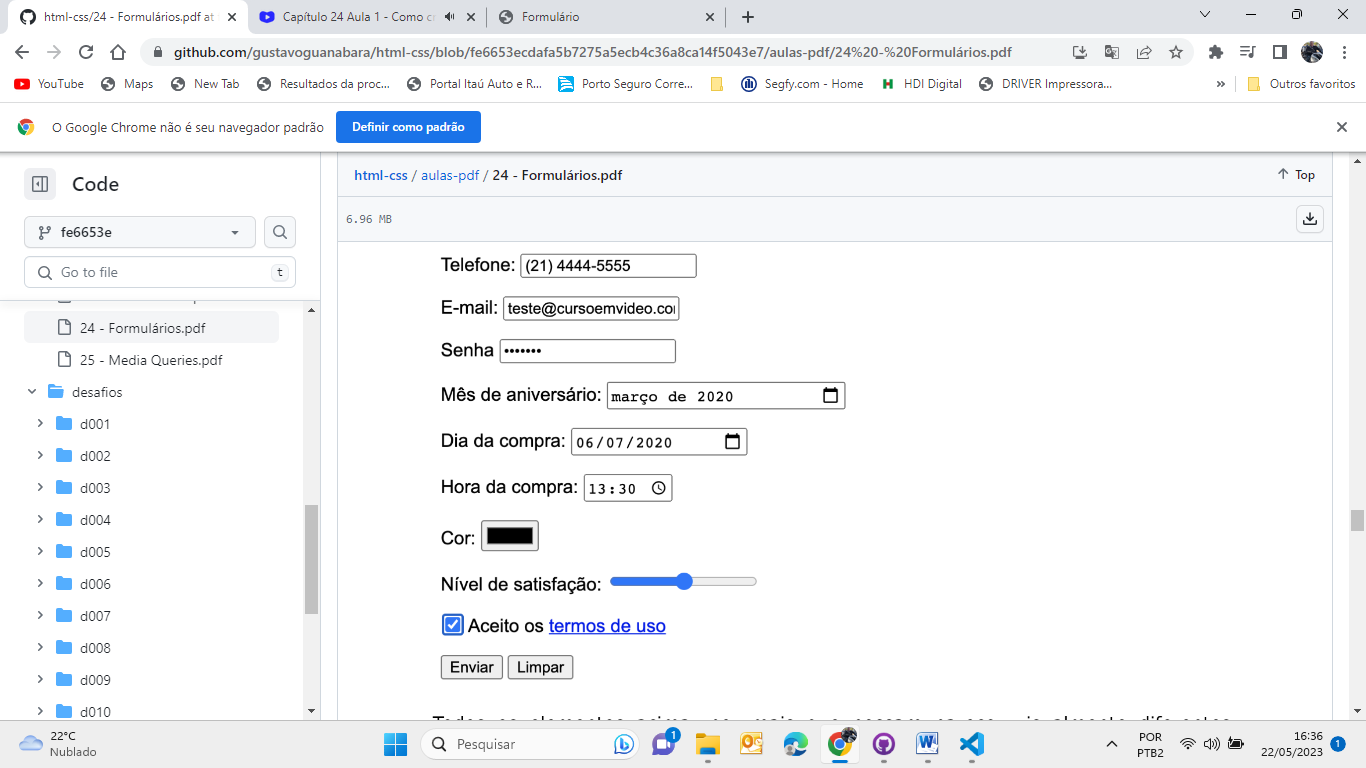 html-css/24 - Formulários.pdf at
Capítulo 24 Aula 1 - Como c
Formulário
github.com/gustavoguanabara/html-css/blob/fe6653ecdafa5b7275a5ecb4c36a8ca14f5043e7/aulas-pdf/24%20-%20Formulários.pdf
YouTube Maps New Tab Resultados da proc... Portal Itaú Auto e R... Porto Seguro Corre... Segfy.com - Home HDI Digital DRIVER Impressora... » Outros favoritos
O Google Chrome não é seu navegador padrão Definir como padrão
Code
fe6653e
Go to file t
24 - Formulários.pdf
25 - Media Queries.pdf
desafios
d001
d002
d003
d004
d005
d006
d007
d008
d009
d010
html-css / aulas-pdf / 24 - Formulários.pdf Top
6.96 MB
Telefone: (21) 4444-5555
E-mail: teste@cursoemvideo.co
Senha •••••••
Mês de aniversário: março de 2020
Dia da compra: 06/07/2020
Hora da compra: 13:30
Cor:
Nível de satisfação:
Aceito os termos de uso
Enviar Limpar
22°C
Nublado
Pesquisar
1
POR
PTB2
16:36
22/05/2023
1